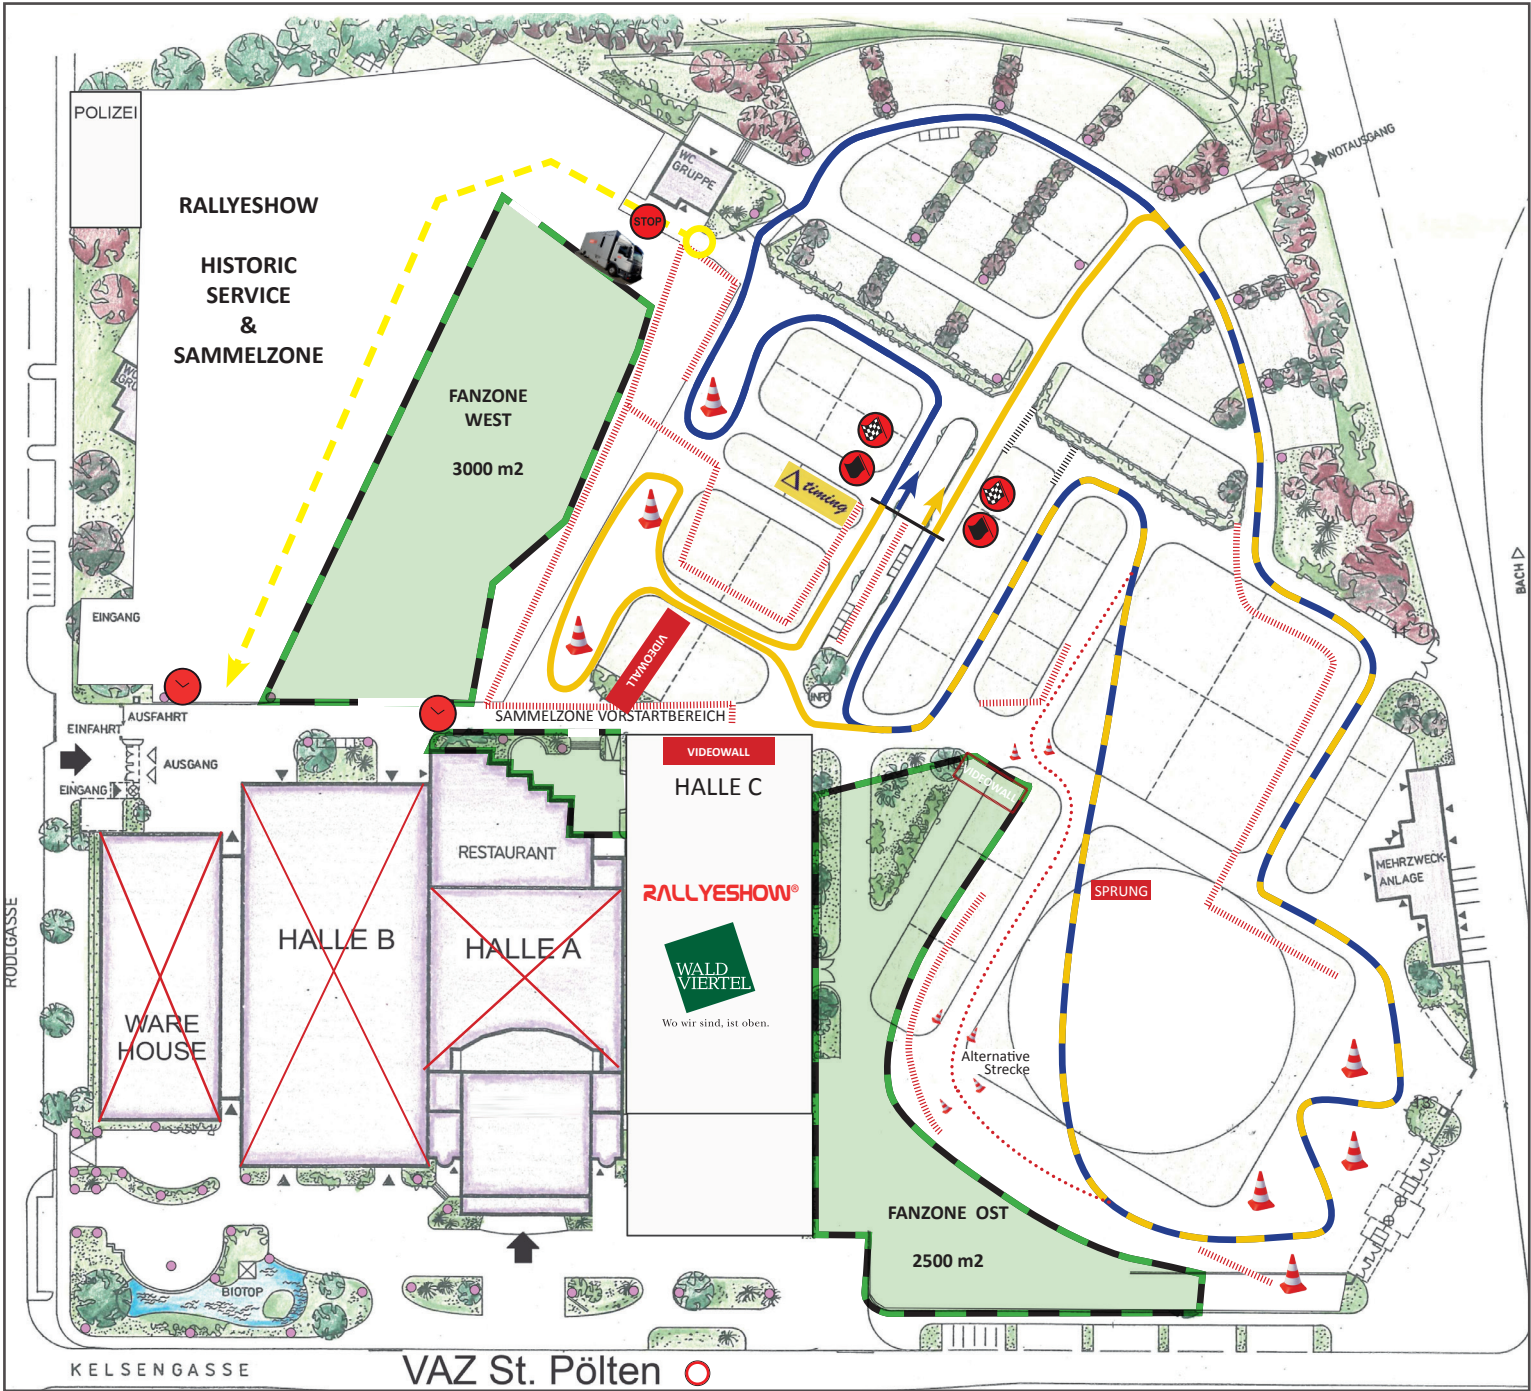 POLIZEI
RALLYESHOW
HISTORIC
SERVICE
&
SAMMELZONE
WC
GRUPPE
STOP
NOTAUSGANG
FANZONE
WEST
3000 m2
timing
BACH
EINGANG
VIDEOWALL
INFO
SAMMELZONE VORSTARTBEREICH
AUSFAHRT
EINFAHRT
AUSGANG
EINGANG
VIDEOWALL
HALLE C
VIDEOWALL
RESTAURANT
MEHRZWECK-
ANLAGE
SPRUNG
RALLYESHOW®
HALLE B
HALLE A
WALD
VIERTEL
Wo wir sind, ist oben.
WARE
HOUSE
Alternative
Strecke
RÖDLGASSE
FANZONE OST
2500 m2
BIOTOP
KELSENGASSE
VAZ St. Pölten